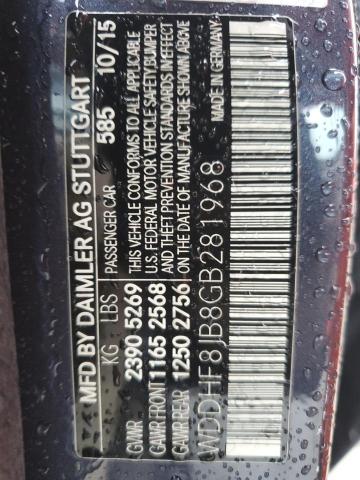 MFD BY DAIMLER AG STUTTGART
KG LBS PASSENGER CAR 585 10/15
GVWR 2390 5269 THIS VEHICLE CONFORMS TO ALL APPLICABLE
U.S. FEDERAL MOTOR VEHICLE SAFETY BUMPER
GAWR FRONT 1165 2568 AND THEFT PREVENTION STANDARDS IN EFFECT
GAWR REAR 1250 2756 ON THE DATE OF MANUFACTURE SHOWN ABOVE
MADE IN GERMANY
WDDHF8JB8GB281968